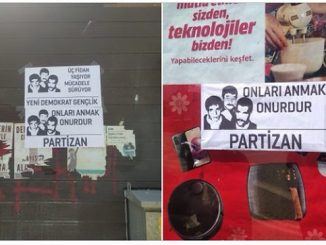 ÜÇ FİDAN
YAŞIYOR
MÜCADELE
SÜRÜYOR
YENİ DEMOKRAT GENÇLİK
ONLARI ANMAK
ONURDUR
PARTİZAN
sizden,
teknolojiler
bizden!
Yapabileceklerini keşfet.
ONLARI ANMAK
ONURDUR
PARTİZAN